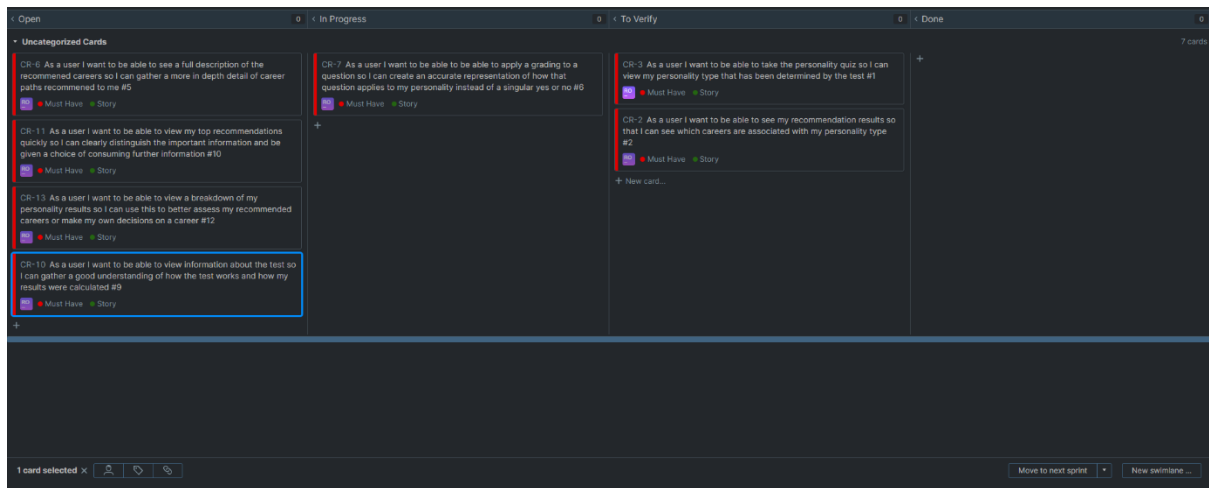 < Open 0 < In Progress 0 < To Verify 0 < Done 0
Uncategorized Cards 7 cards
CR-6 As a user I want to be able to see a full description of the
recommened careers so I can gather a more in depth detail of career
paths recommened to me #5
RO
Must Have Story
CR-11 As a user I want to be able to view my top recommendations
quickly so I can clearly distinguish the important information and be
given a choice of consuming further information #10
RO
Must Have Story
CR-13 As a user I want to be able to view a breakdown of my
personality results so I can use this to better assess my recommended
careers or make my own decisions on a career #12
RO
Must Have Story
CR-10 As a user I want to be able to view information about the test so
I can gather a good understanding of how the test works and how my
results were calculated #9
RO
Must Have Story
+
CR-7 As a user I want to be able to be able to apply a grading to a
question so I can create an accurate representation of how that
question applies to my personality instead of a singular yes or no #6
RO
Must Have Story
+
CR-3 As a user I want to be able to take the personality quiz so I can
view my personality type that has been determined by the test #1
RO
Must Have Story
CR-2 As a user I want to be able to see my recommendation results so
that I can see which careers are associated with my personality type
#2
RO
Must Have Story
+ New card...
+
1 card selected ×
Move to next sprint
New swimlane ...